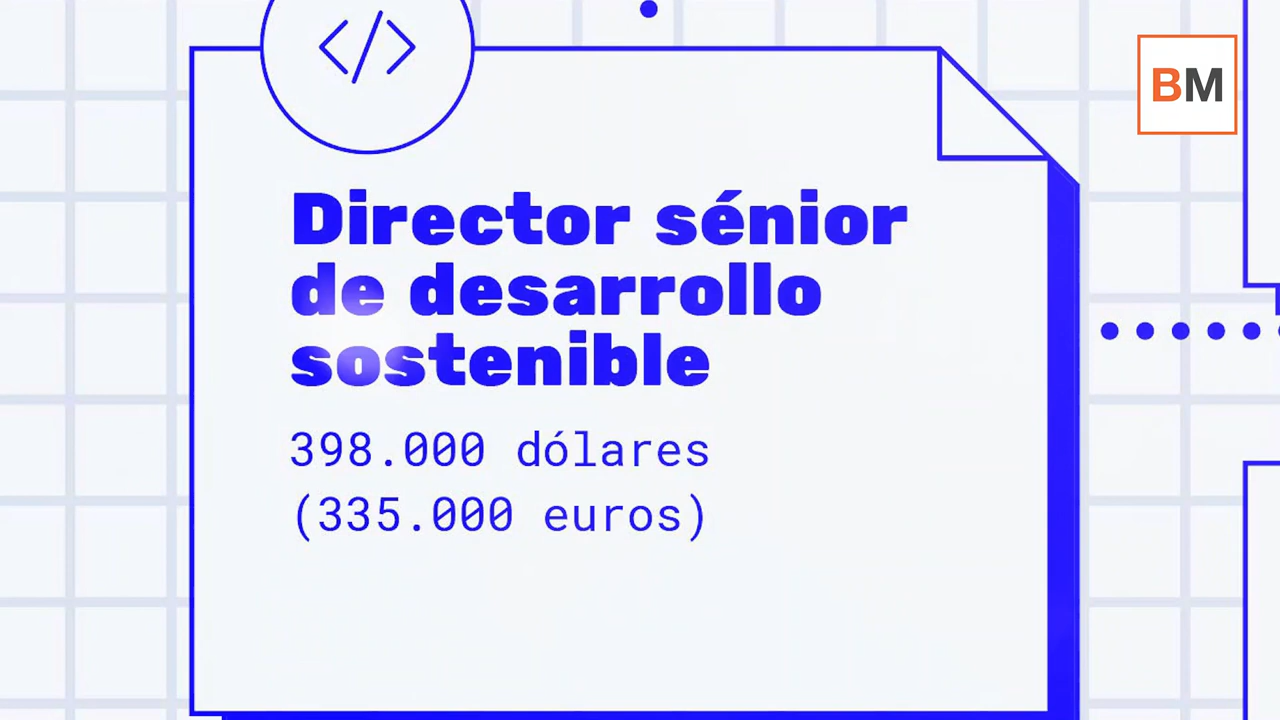 </>
BM
Director sénior
de desarrollo
sostenible
398.000 dólares
(335.000 euros)